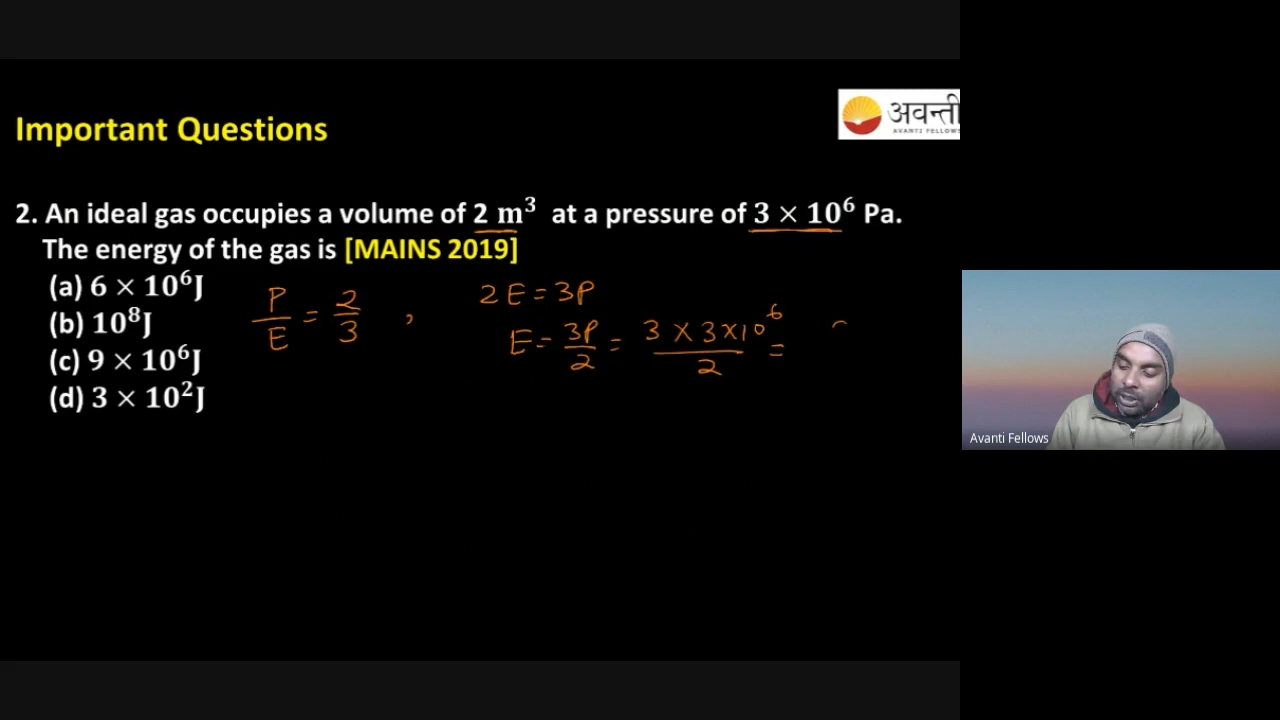 Important Questions
अवन्ती
AVANTI FELLOWS
2. An ideal gas occupies a volume of 2 m³ at a pressure of 3 × 10⁶ Pa.
The energy of the gas is [MAINS 2019]
(a) 6 × 10⁶J
(b) 10⁸J
(c) 9 × 10⁶J
(d) 3 × 10²J
P/E = 2/3 ,
2E = 3P
E = 3P/2 = 3 × 3 × 10⁶/2 =
Avanti Fellows